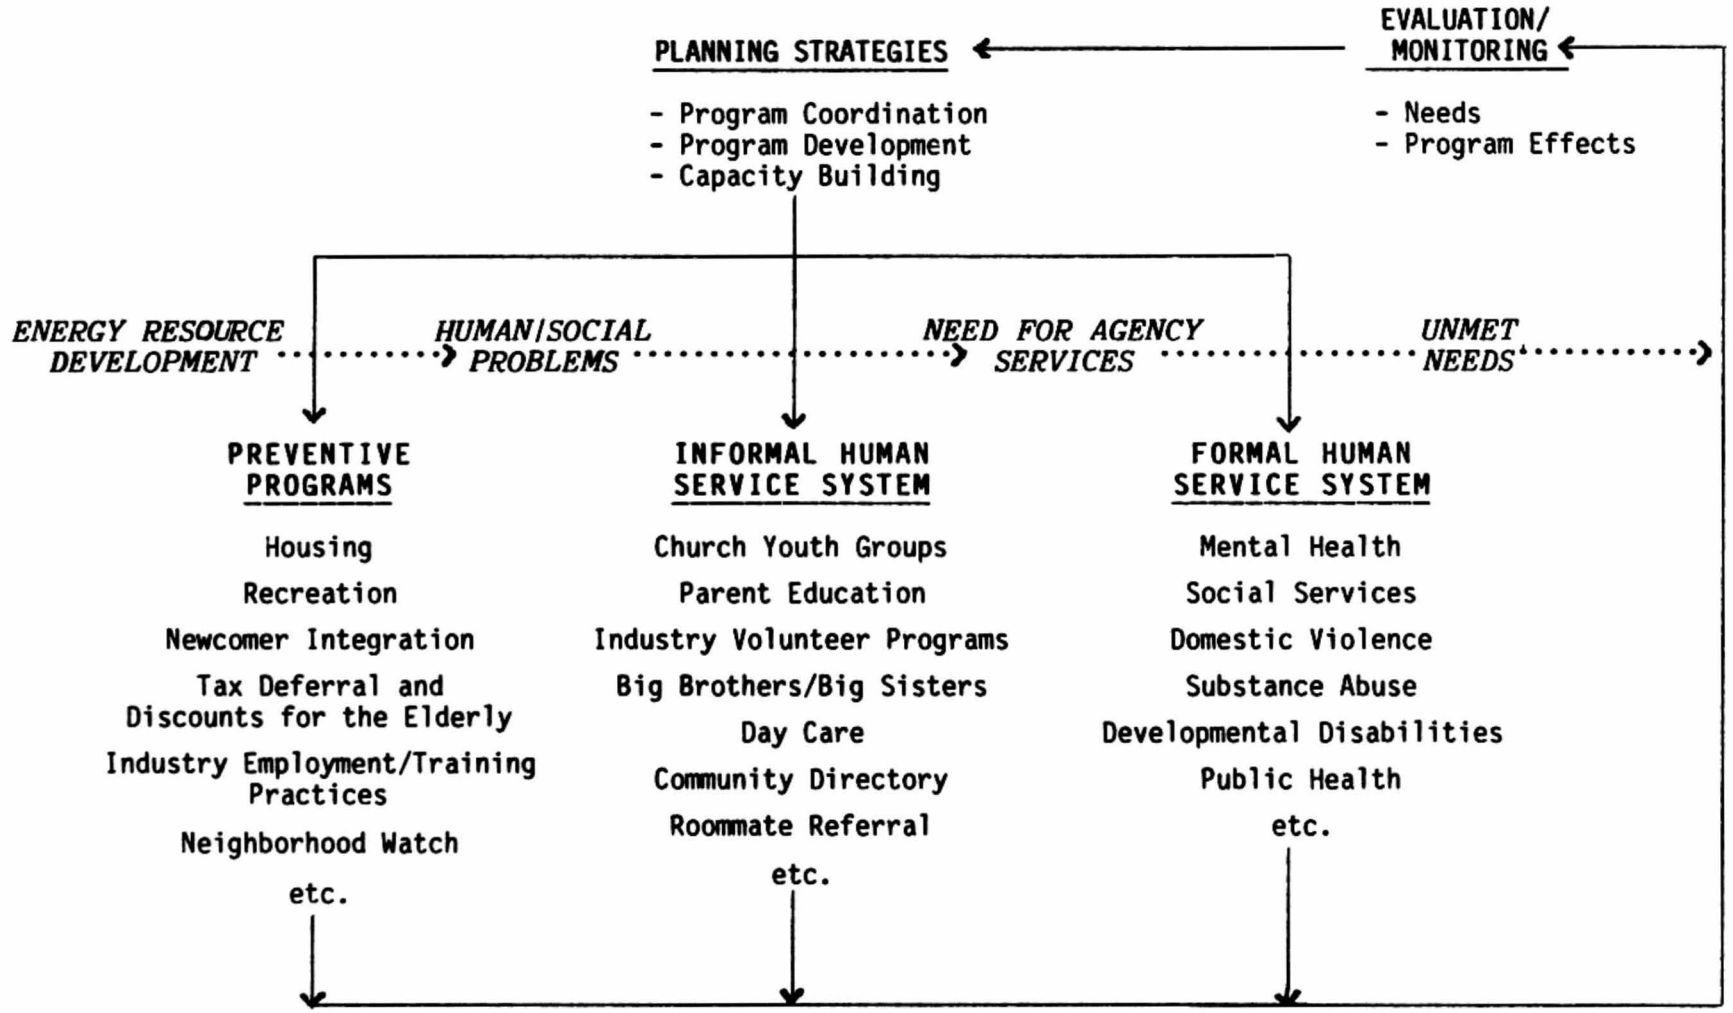 EVALUATION/
MONITORING
PLANNING STRATEGIES
- Program Coordination
- Program Development
- Capacity Building
- Needs
- Program Effects
ENERGY RESOURCE
DEVELOPMENT
HUMAN/SOCIAL
PROBLEMS
NEED FOR AGENCY
SERVICES
UNMET
NEEDS
PREVENTIVE
PROGRAMS
Housing
Recreation
Newcomer Integration
Tax Deferral and
Discounts for the Elderly
Industry Employment/Training
Practices
Neighborhood Watch
etc.
INFORMAL HUMAN
SERVICE SYSTEM
Church Youth Groups
Parent Education
Industry Volunteer Programs
Big Brothers/Big Sisters
Day Care
Community Directory
Roommate Referral
etc.
FORMAL HUMAN
SERVICE SYSTEM
Mental Health
Social Services
Domestic Violence
Substance Abuse
Developmental Disabilities
Public Health
etc.